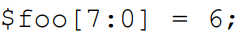 $foo[7:0] = 6;